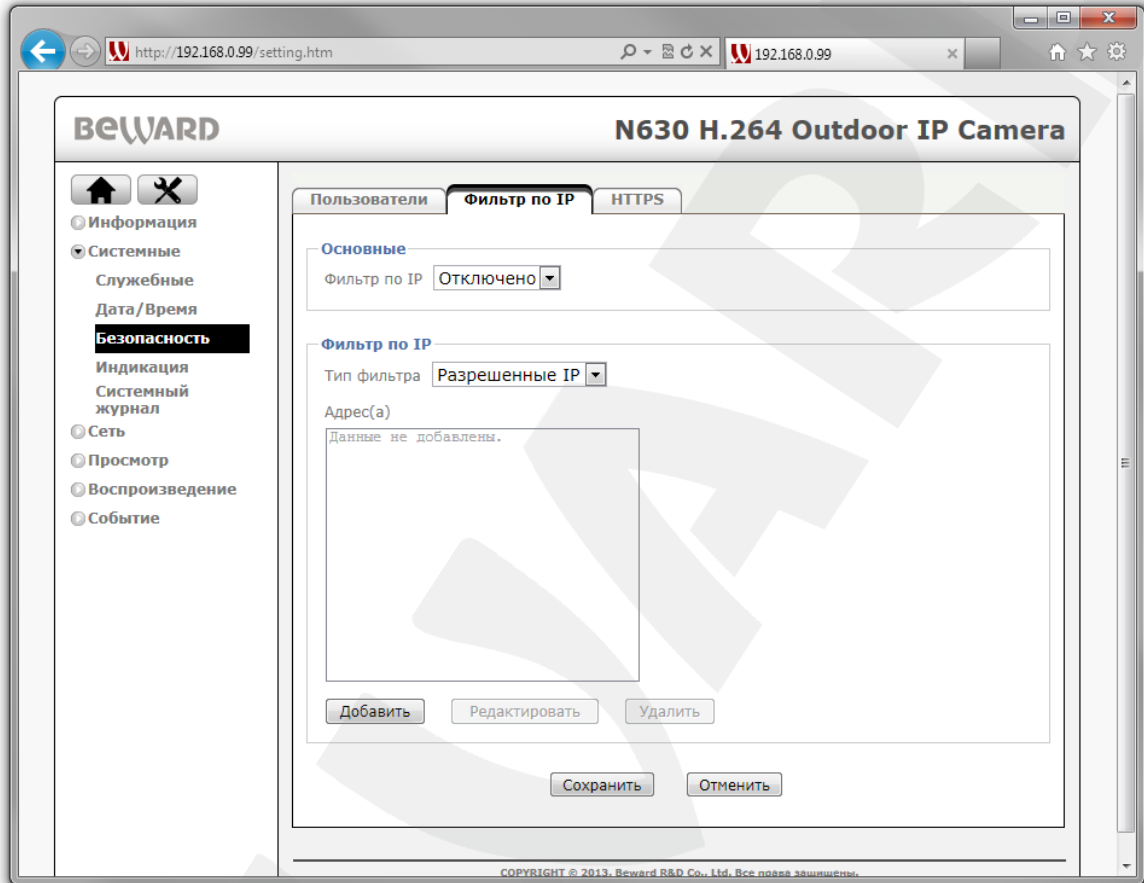 http://192.168.0.99/setting.htm
192.168.0.99
BEWARD
N630 H.264 Outdoor IP Camera
Информация
Системные
Служебные
Дата/Время
Безопасность
Индикация
Системный
журнал
Сеть
Просмотр
Воспроизведение
Событие
Пользователи
Фильтр по IP
HTTPS
Основные
Фильтр по IP
Отключено
Фильтр по IP
Тип фильтра
Разрешенные IP
Адрес(а)
Данные не добавлены.
Добавить
Редактировать
Удалить
Сохранить
Отменить
COPYRIGHT © 2013. Beward R&D Co., Ltd. Все права защищены.